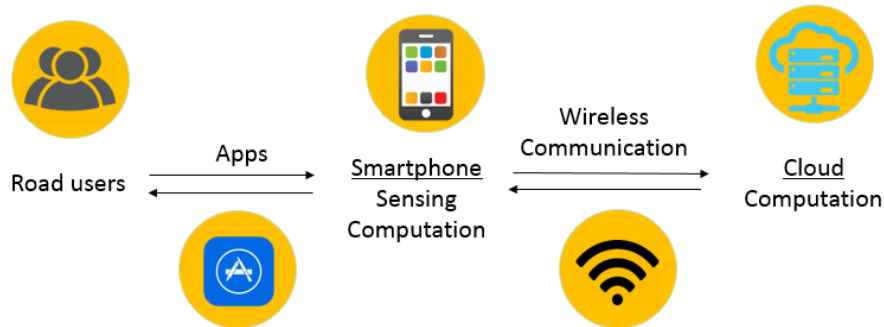 Road users
Apps
Smartphone
Sensing
Computation
Wireless
Communication
Cloud
Computation